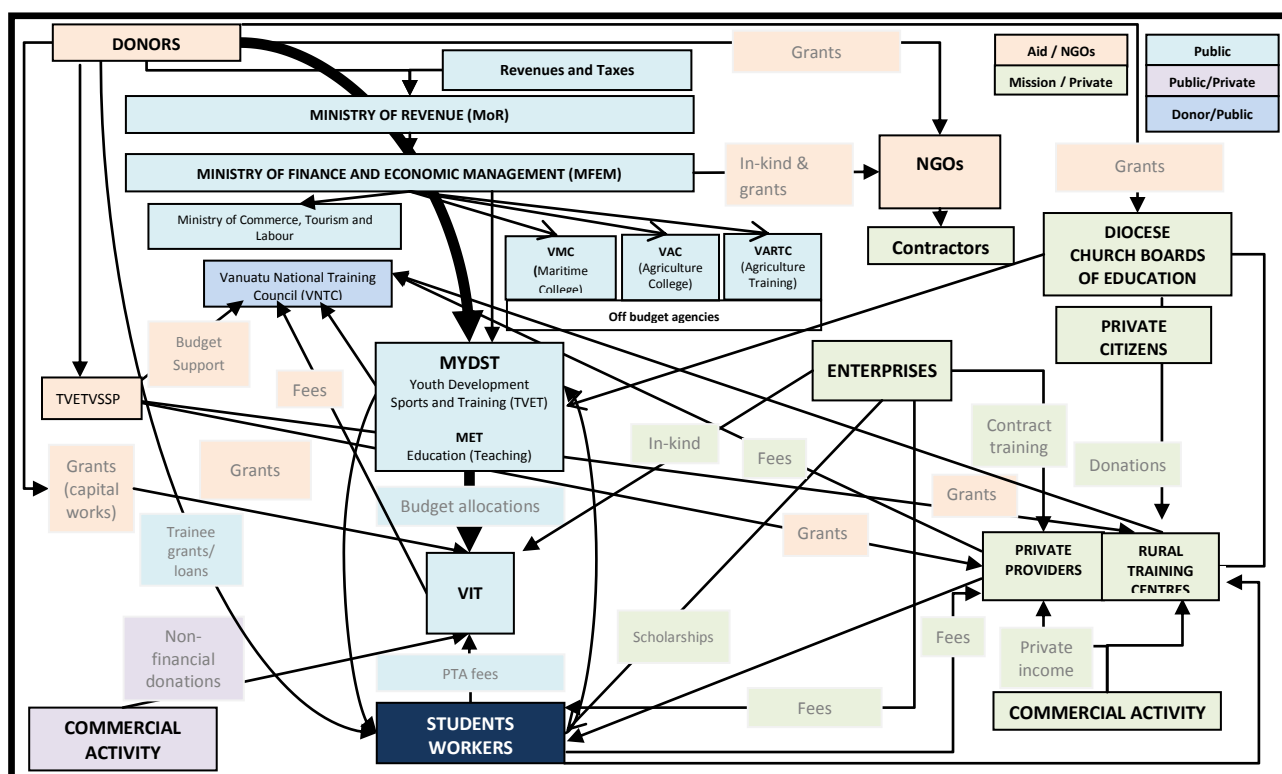 DONORS
Grants
Aid / NGOs
Mission / Private
Public
Public/Private
Donor/Public
Revenues and Taxes
MINISTRY OF REVENUE (MoR)
MINISTRY OF FINANCE AND ECONOMIC MANAGEMENT (MFEM)
In-kind &
grants
NGOs
Grants
Ministry of Commerce, Tourism and
Labour
VMC
(Maritime
College)
VAC
(Agriculture
College)
VARTC
(Agriculture
Training)
Off budget agencies
Contractors
DIOCESE
CHURCH BOARDS
OF EDUCATION
Vanuatu National Training
Council (VNTC)
PRIVATE
CITIZENS
Budget
Support
Fees
MYDST
Youth Development
Sports and Training (TVET)
MET
Education (Teaching)
ENTERPRISES
TVETVSSP
In-kind
Fees
Contract
training
Donations
Grants
(capital
works)
Grants
Budget allocations
Grants
Grants
Trainee
grants/
loans
VIT
PRIVATE
PROVIDERS
RURAL
TRAINING
CENTRES
Non-
financial
donations
PTA fees
Scholarships
Fees
Private
income
COMMERCIAL
ACTIVITY
STUDENTS
WORKERS
Fees
COMMERCIAL ACTIVITY